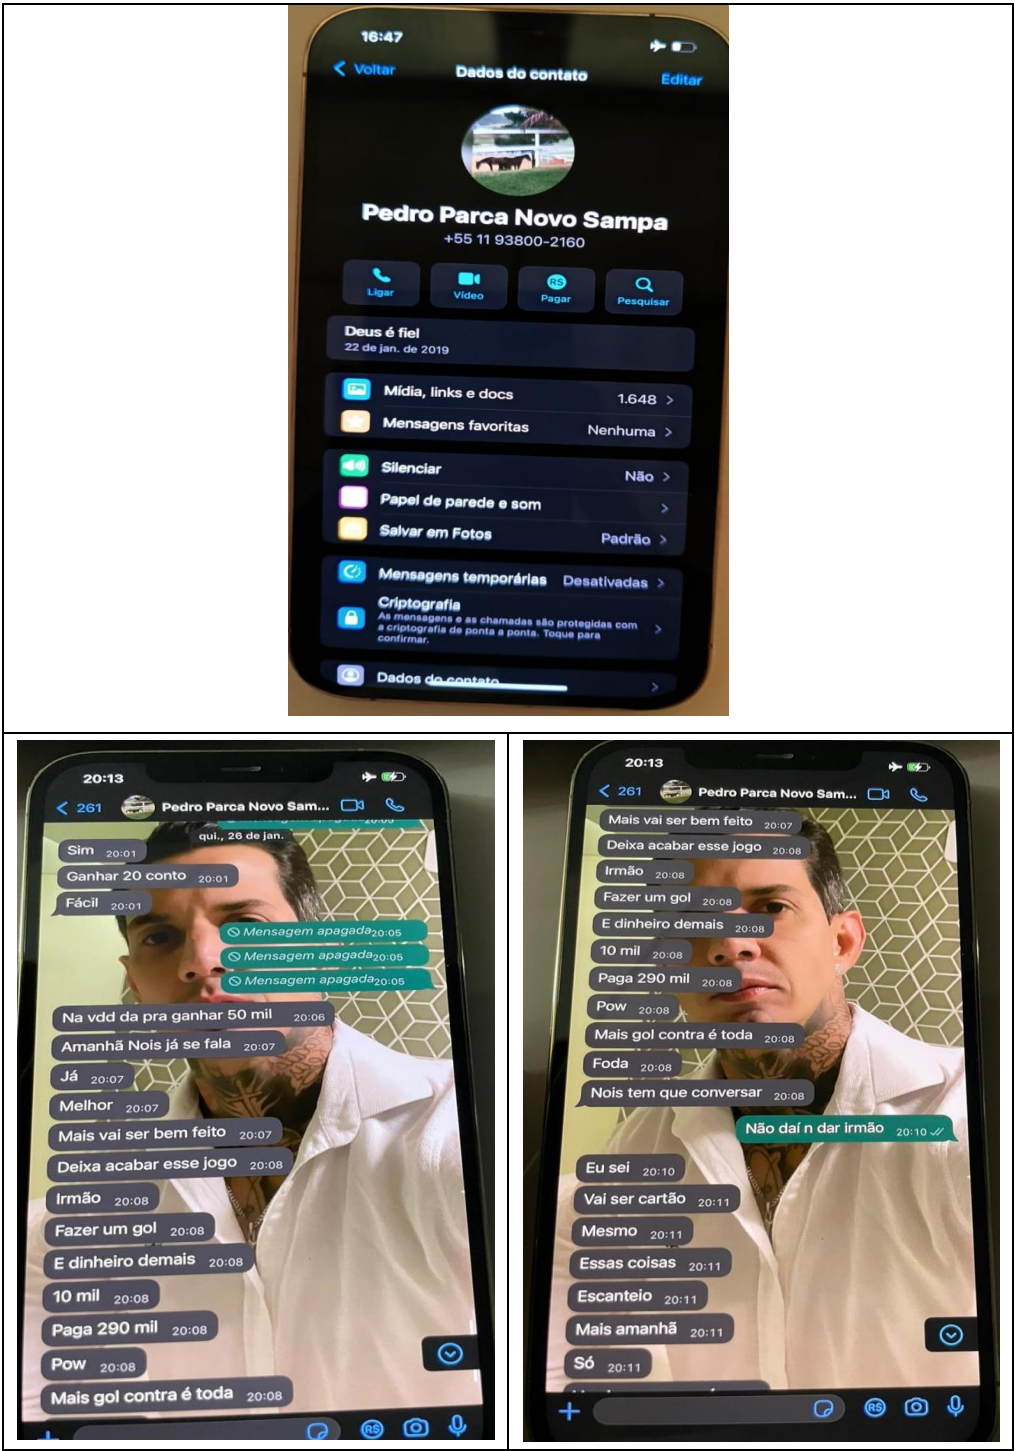 16:47
Voltar
Dados do contato
Editar
Pedro Parca Novo Sampa
+55 11 93800-2160
Ligar
Vídeo
R$
Pagar
Pesquisar
Deus é fiel
22 de jan. de 2019
Mídia, links e docs 1.648
Mensagens favoritas Nenhuma
Silenciar Não
Papel de parede e som
Salvar em Fotos Padrão
Mensagens temporárias Desativadas
Criptografia
As mensagens e as chamadas são protegidas com
a criptografia de ponta a ponta. Toque para
confirmar.
Dados do contato
20:13
261 Pedro Parca Novo Sam...
qui., 26 de jan.
Sim 20:01
Ganhar 20 conto 20:01
Fácil 20:01
Mensagem apagada 20:05
Mensagem apagada 20:05
Mensagem apagada 20:05
Na vdd da pra ganhar 50 mil 20:06
Amanhã Nois já se fala 20:07
Já 20:07
Melhor 20:07
Mais vai ser bem feito 20:07
Deixa acabar esse jogo 20:08
Irmão 20:08
Fazer um gol 20:08
E dinheiro demais 20:08
10 mil 20:08
Paga 290 mil 20:08
Pow 20:08
Mais gol contra é toda 20:08
R$
20:13
261 Pedro Parca Novo Sam...
Mais vai ser bem feito 20:07
Deixa acabar esse jogo 20:08
Irmão 20:08
Fazer um gol 20:08
E dinheiro demais 20:08
10 mil 20:08
Paga 290 mil 20:08
Pow 20:08
Mais gol contra é toda 20:08
Foda 20:08
Nois tem que conversar 20:08
Não daí n dar irmão 20:10
Eu sei 20:10
Vai ser cartão 20:11
Mesmo 20:11
Essas coisas 20:11
Escanteio 20:11
Mais amanhã 20:11
Só 20:11
R$